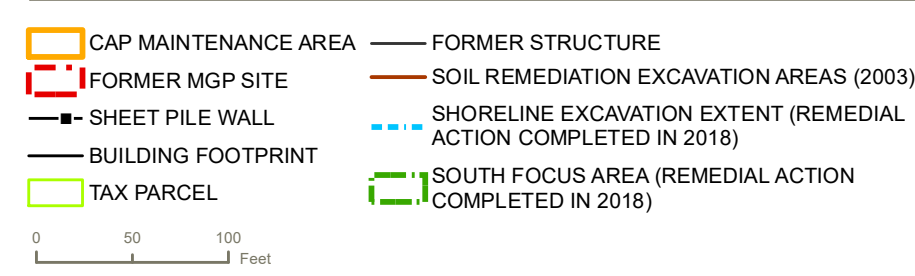 CAP MAINTENANCE AREA
FORMER MGP SITE
SHEET PILE WALL
BUILDING FOOTPRINT
TAX PARCEL
FORMER STRUCTURE
SOIL REMEDIATION EXCAVATION AREAS (2003)
SHORELINE EXCAVATION EXTENT (REMEDIAL
ACTION COMPLETED IN 2018)
SOUTH FOCUS AREA (REMEDIAL ACTION
COMPLETED IN 2018)
0 50 100
Feet